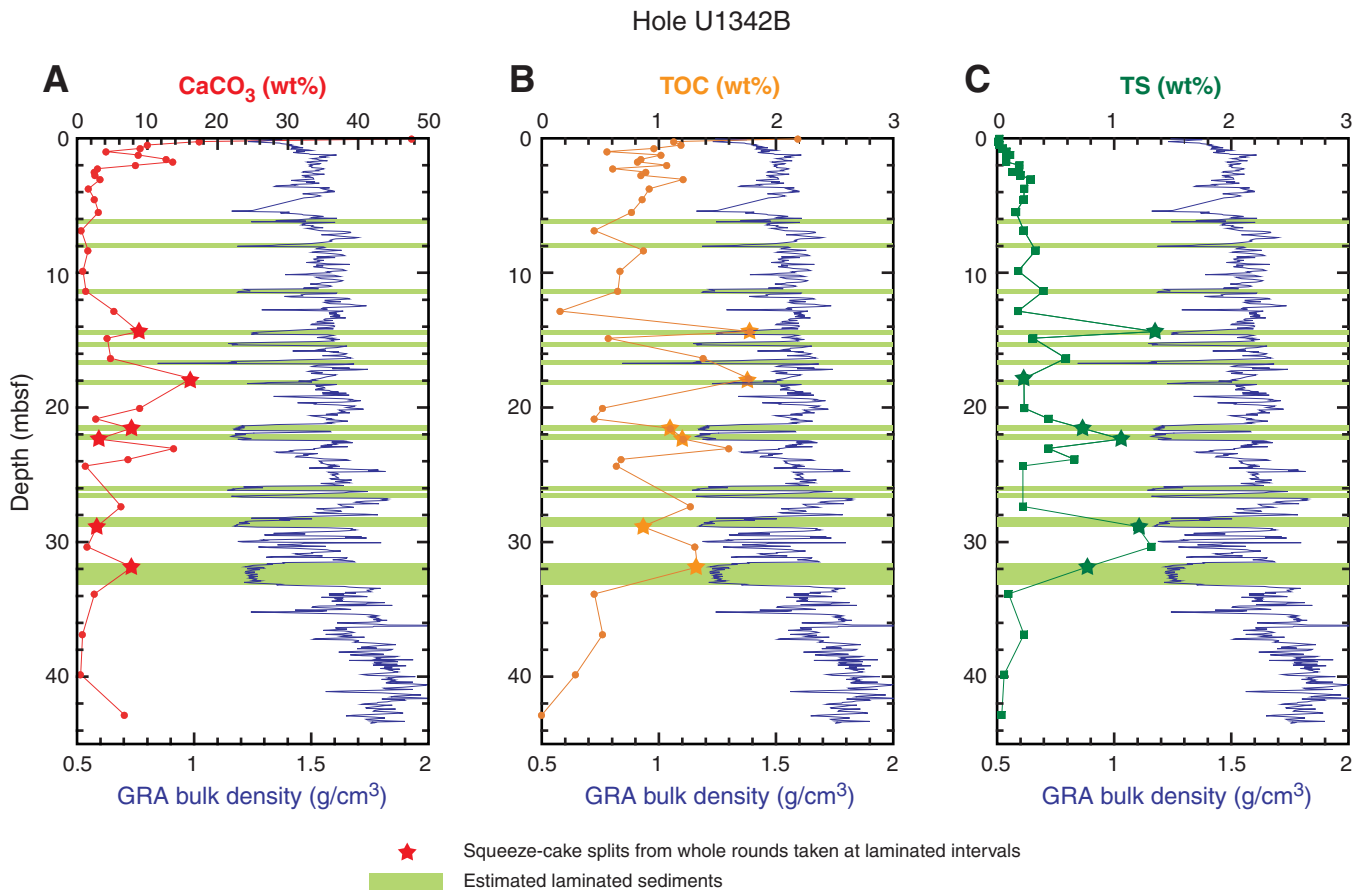 Hole U1342B
A CaCO3 (wt%)
B TOC (wt%)
C TS (wt%)
0 10 20 30 40 50
0 1 2 3
0 1 2 3
Depth (mbsf)
0
10
20
30
40
0.5 1 1.5 2
0.5 1 1.5 2
0.5 1 1.5 2
GRA bulk density (g/cm3)
GRA bulk density (g/cm3)
GRA bulk density (g/cm3)
Squeeze-cake splits from whole rounds taken at laminated intervals
Estimated laminated sediments